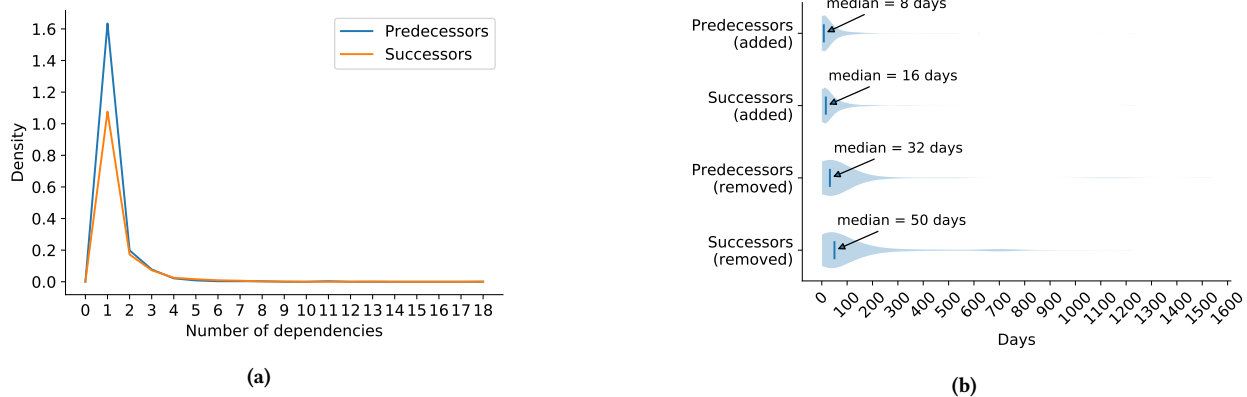 1.6
1.4
1.2
1.0
0.8
0.6
0.4
0.2
0.0
Density
0 1 2 3 4 5 6 7 8 9 10 11 12 13 14 15 16 17 18
Number of dependencies
Predecessors
Successors
(a)
median = 8 days
Predecessors
(added)
median = 16 days
Successors
(added)
median = 32 days
Predecessors
(removed)
median = 50 days
Successors
(removed)
0 100 200 300 400 500 600 700 800 900 1000 1100 1200 1300 1400 1500 1600
Days
(b)